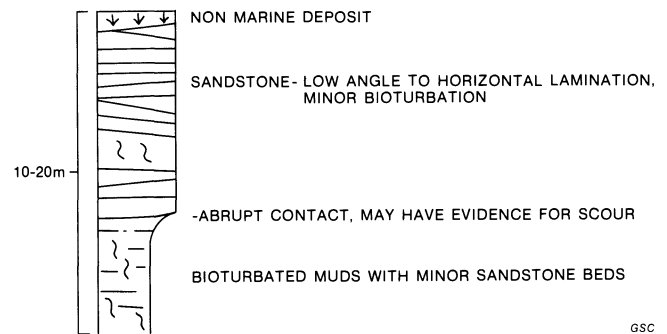 NON MARINE DEPOSIT
SANDSTONE- LOW ANGLE TO HORIZONTAL LAMINATION,
MINOR BIOTURBATION
10-20m
-ABRUPT CONTACT, MAY HAVE EVIDENCE FOR SCOUR
BIOTURBATED MUDS WITH MINOR SANDSTONE BEDS
GSC